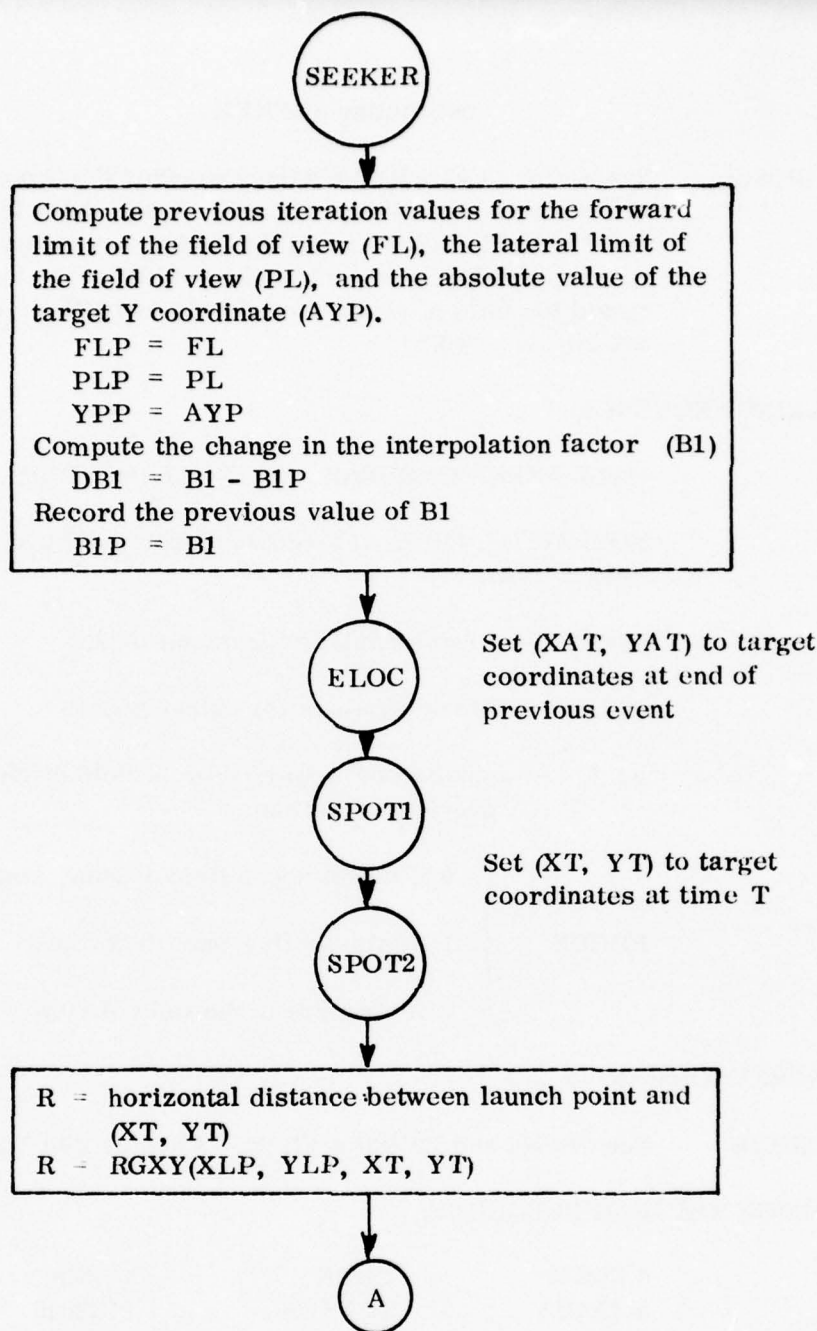 SEEKER
Compute previous iteration values for the forward
limit of the field of view (FL), the lateral limit of
the field of view (PL), and the absolute value of the
target Y coordinate (AYP).
FLP = FL
PLP = PL
YPP = AYP
Compute the change in the interpolation factor (B1)
DB1 = B1 - B1P
Record the previous value of B1
B1P = B1
ELOC
Set (XAT, YAT) to target
coordinates at end of
previous event
SPOT1
Set (XT, YT) to target
coordinates at time T
SPOT2
R = horizontal distance between launch point and
(XT, YT)
R = RGXY(XLP, YLP, XT, YT)
A